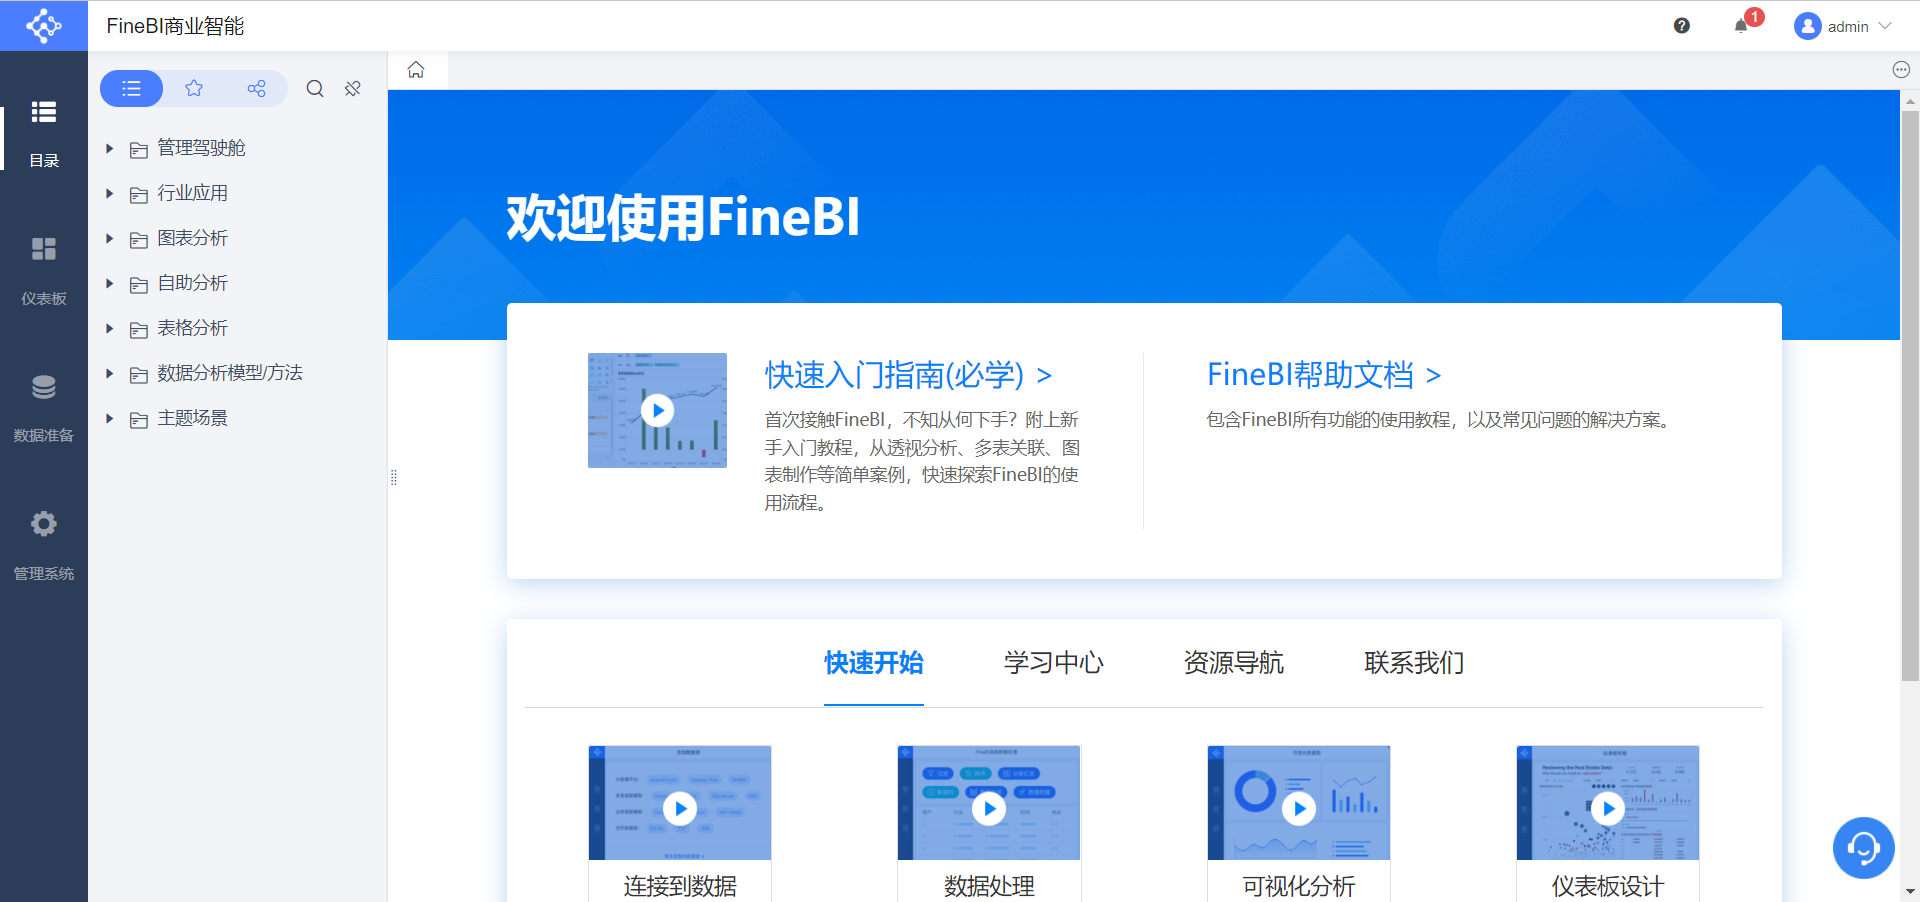 FineBI商业智能
1
admin
目录
仪表板
数据准备
管理系统
管理驾驶舱
行业应用
图表分析
自助分析
表格分析
数据分析模型/方法
主题场景
欢迎使用FineBI
快速入门指南(必学) >
首次接触FineBI，不知从何下手？附上新
手入门教程，从透视分析、多表关联、图
表制作等简单案例，快速探索FineBI的使
用流程。
FineBI帮助文档 >
包含FineBI所有功能的使用教程，以及常见问题的解决方案。
快速开始
学习中心
资源导航
联系我们
连接到数据
数据处理
可视化分析
仪表板设计